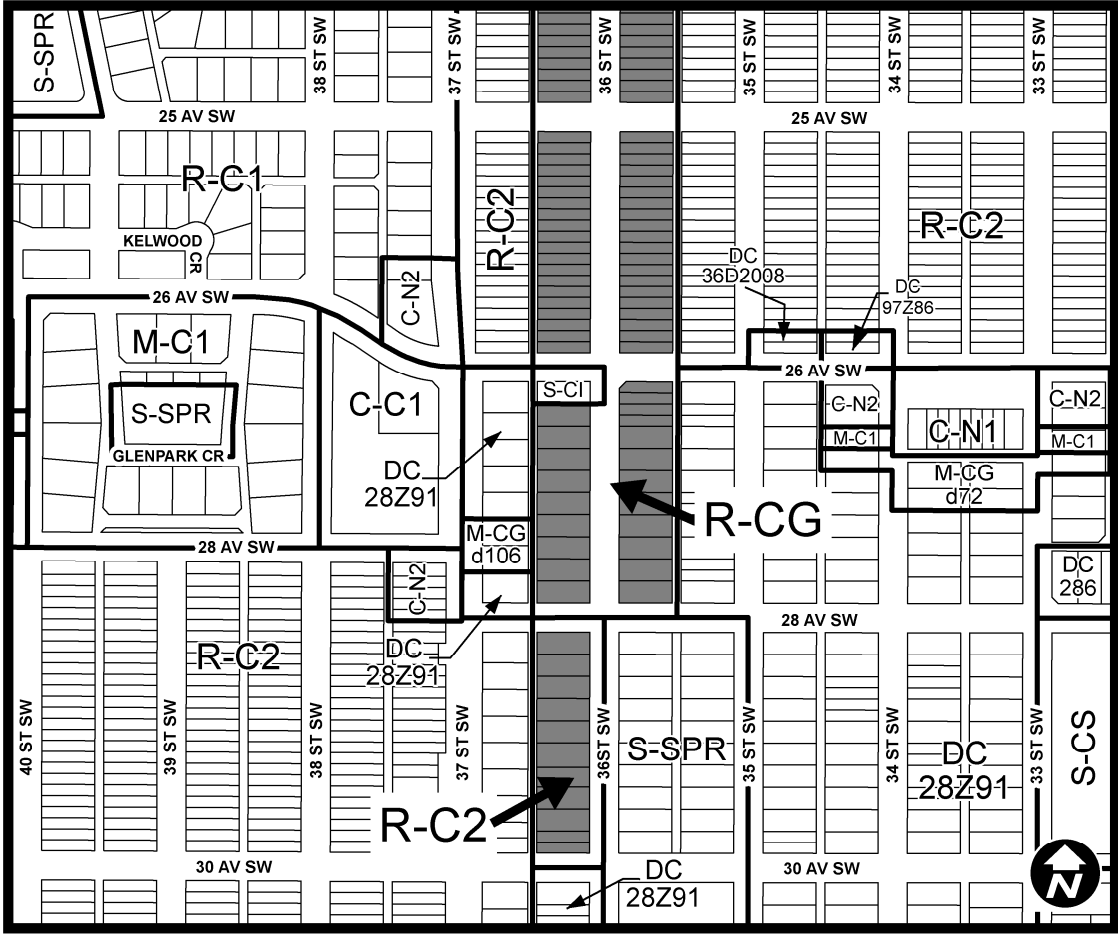 S-SPR
38 ST SW
37 ST SW
36 ST SW
35 ST SW
34 ST SW
33 ST SW
25 AV SW
25 AV SW
R-C1
R-C2
R-C2
KELWOOD
CR
DC
36D2008
DC
97Z86
C-N2
26 AV SW
M-C1
26 AV SW
S-SPR
C-C1
S-CI
C-N2
C-N1
C-N2
M-C1
M-C1
GLENPARK CR
DC
28Z91
M-CG
d72
R-CG
M-CG
d106
28 AV SW
C-N2
DC
286
28 AV SW
R-C2
DC
28Z91
40 ST SW
39 ST SW
38 ST SW
37 ST SW
36ST SW
S-SPR
35 ST SW
34 ST SW
DC
28Z91
33 ST SW
S-CS
R-C2
30 AV SW
30 AV SW
DC
28Z91
N